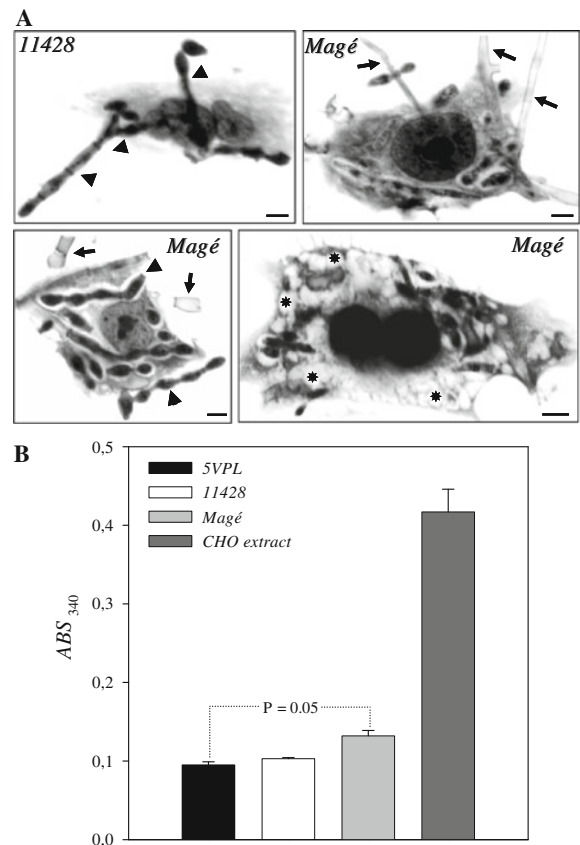 A
11428
Magé
Magé
Magé
B
0,5
0,4
0,3
0,2
0,1
0,0
ABS 340
5VPL
11428
Magé
CHO extract
P = 0.05